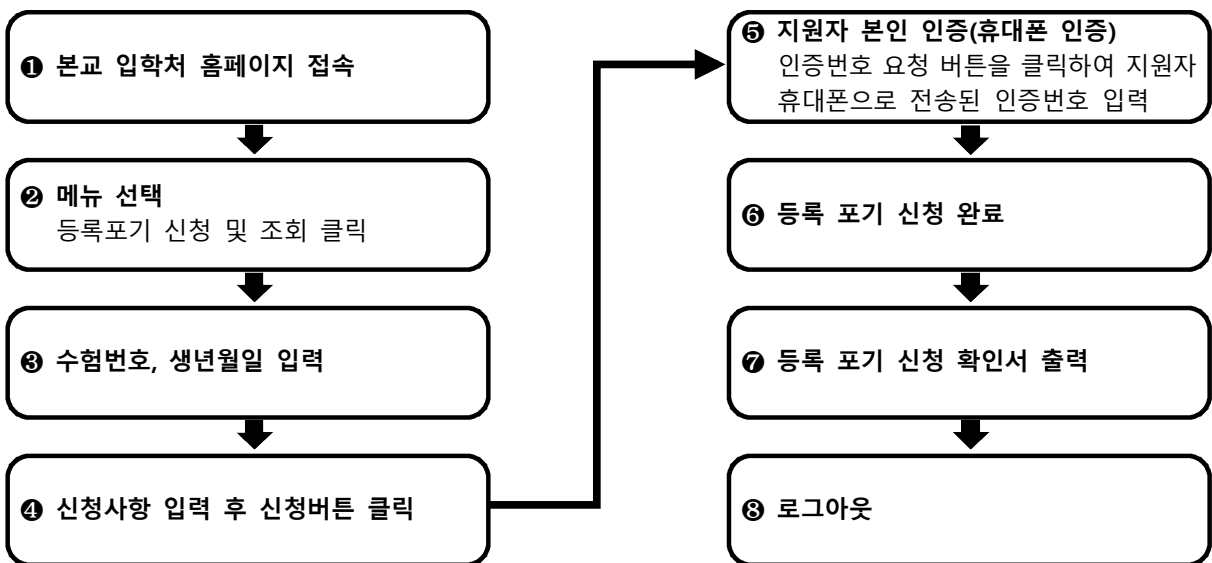 ❶ 본교 입학처 홈페이지 접속
❷ 메뉴 선택
등록포기 신청 및 조회 클릭
❸ 수험번호, 생년월일 입력
❹ 신청사항 입력 후 신청버튼 클릭
❺ 지원자 본인 인증(휴대폰 인증)
인증번호 요청 버튼을 클릭하여 지원자
휴대폰으로 전송된 인증번호 입력
❻ 등록 포기 신청 완료
❼ 등록 포기 신청 확인서 출력
❽ 로그아웃